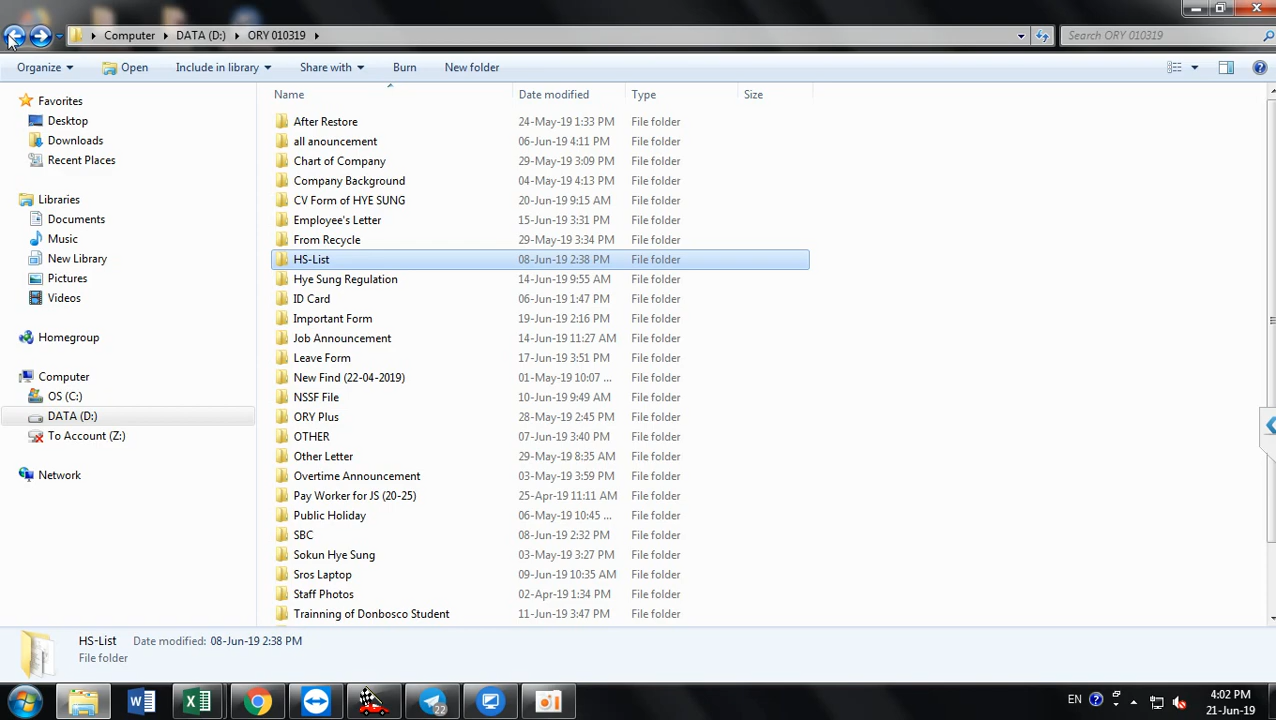 Computer DATA (D:) ORY 010319 Search ORY 010319
Organize Open Include in library Share with Burn New folder
Favorites
Desktop
Downloads
Recent Places
Libraries
Documents
Music
New Library
Pictures
Videos
Homegroup
Computer
OS (C:)
DATA (D:)
To Account (Z:)
Network
Name Date modified Type Size
After Restore 24-May-19 1:33 PM File folder
all anouncement 06-Jun-19 4:11 PM File folder
Chart of Company 29-May-19 3:09 PM File folder
Company Background 04-May-19 4:13 PM File folder
CV Form of HYE SUNG 20-Jun-19 9:15 AM File folder
Employee's Letter 15-Jun-19 3:31 PM File folder
From Recycle 29-May-19 3:34 PM File folder
HS-List 08-Jun-19 2:38 PM File folder
Hye Sung Regulation 14-Jun-19 9:55 AM File folder
ID Card 06-Jun-19 1:47 PM File folder
Important Form 19-Jun-19 2:16 PM File folder
Job Announcement 14-Jun-19 11:27 AM File folder
Leave Form 17-Jun-19 3:51 PM File folder
New Find (22-04-2019) 01-May-19 10:07 ... File folder
NSSF File 10-Jun-19 9:49 AM File folder
ORY Plus 28-May-19 2:45 PM File folder
OTHER 07-Jun-19 3:40 PM File folder
Other Letter 29-May-19 8:35 AM File folder
Overtime Announcement 03-May-19 3:59 PM File folder
Pay Worker for JS (20-25) 25-Apr-19 11:11 AM File folder
Public Holiday 06-May-19 10:45 ... File folder
SBC 08-Jun-19 2:32 PM File folder
Sokun Hye Sung 03-May-19 3:27 PM File folder
Sros Laptop 09-Jun-19 10:35 AM File folder
Staff Photos 02-Apr-19 1:34 PM File folder
Trainning of Donbosco Student 11-Jun-19 3:47 PM File folder
HS-List Date modified: 08-Jun-19 2:38 PM
File folder
22
EN 4:02 PM
21-Jun-19